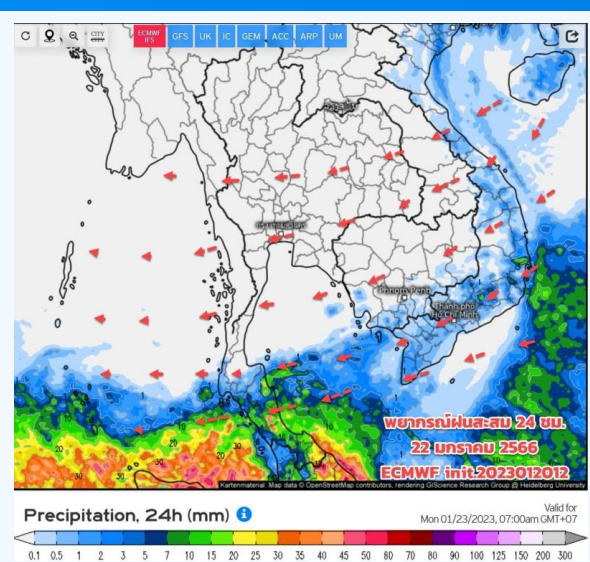 CITY
CITY
ECMWF
IFS
GFS
UK
IC
GEM
ACC
ARP
UM
Phnom Penh
Thành phố
Hồ Chí Minh
พยากรณ์ฝนสะสม 24 ชม.
22 มกราคม 2566
ECMWF init.2023012012
Kartenmaterial: Map data © OpenStreetMap contributors, rendering GIScience Research Group @ Heidelberg University
Precipitation, 24h (mm)
Valid for
Mon 01/23/2023, 07:00am GMT+07
0.1 0.5 1 2 3 5 7 10 15 20 25 30 35 40 45 50 60 70 80 90 100 125 150 200 300